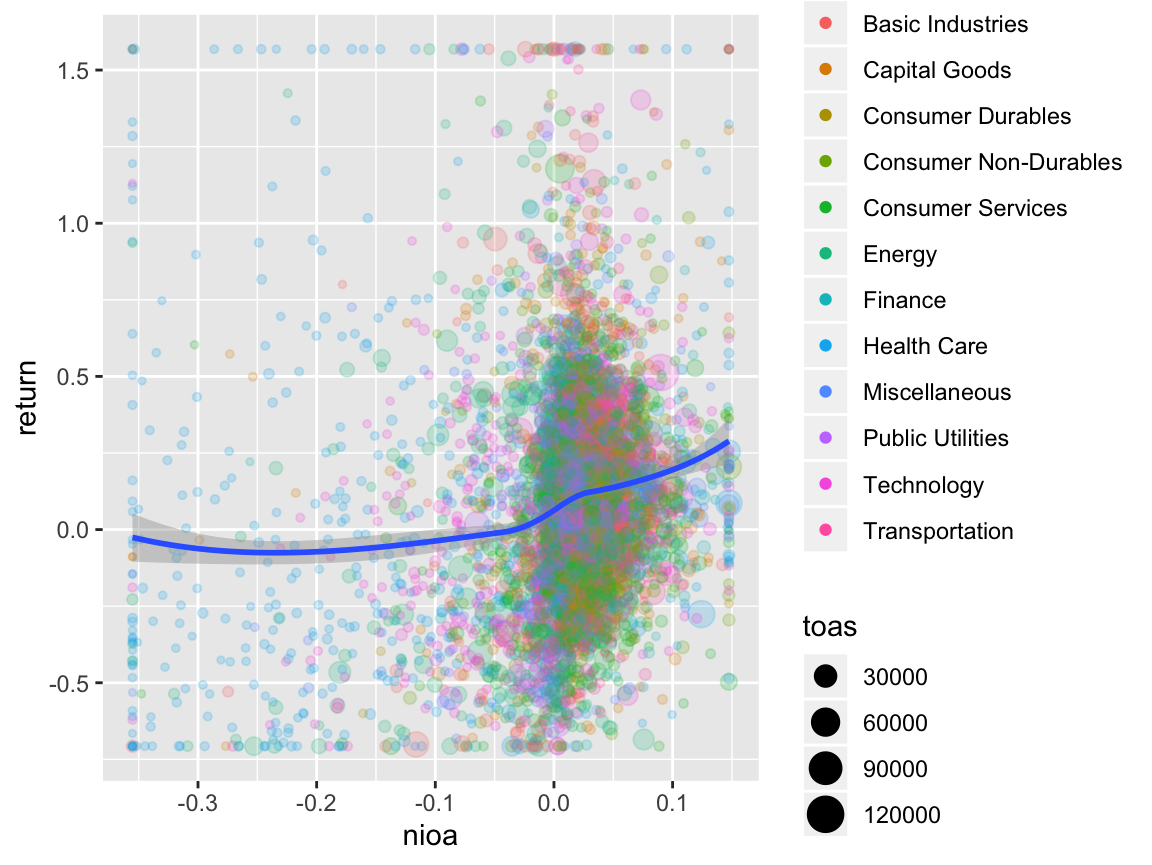 1.5
1.0
0.5
0.0
-0.5
return
-0.3
-0.2
-0.1
0.0
0.1
nioa
Basic Industries
Capital Goods
Consumer Durables
Consumer Non-Durables
Consumer Services
Energy
Finance
Health Care
Miscellaneous
Public Utilities
Technology
Transportation
toas
30000
60000
90000
120000